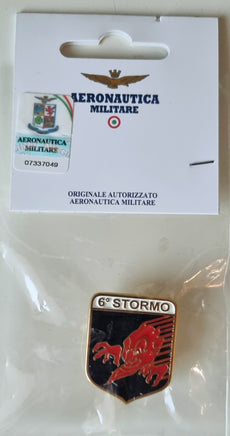 AERONAUTICA
MILITARE
AERONAUTICA
MILITARE
07337049
ORIGINALE AUTORIZZATO
AERONAUTICA MILITARE
6° STORMO